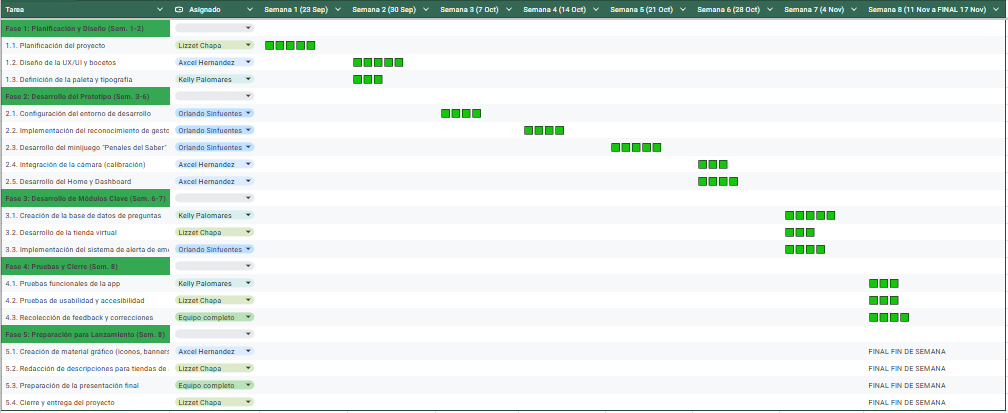 Tarea Asignado Semana 1 (23 Sep) Semana 2 (30 Sep) Semana 3 (7 Oct) Semana 4 (14 Oct) Semana 5 (21 Oct) Semana 6 (28 Oct) Semana 7 (4 Nov) Semana 8 (11 Nov a FINAL 17 Nov)
Fase 1: Planificación y Diseño (Sem. 1-2)
1.1. Planificación del proyecto Lizzet Chapa
1.2. Diseño de la UX/UI y bocetos Axcel Hernandez
1.3. Definición de la paleta y tipografía Kelly Palomares
Fase 2: Desarrollo del Prototipo (Sem. 3-6)
2.1. Configuración del entorno de desarrollo Orlando Sinfuentes
2.2. Implementación del reconocimiento de gesto Orlando Sinfuentes
2.3. Desarrollo del minijuego "Penales del Saber" Orlando Sinfuentes
2.4. Integración de la cámara (calibración) Axcel Hernandez
2.5. Desarrollo del Home y Dashboard Axcel Hernandez
Fase 3: Desarrollo de Módulos Clave (Sem. 6-7)
3.1. Creación de la base de datos de preguntas Kelly Palomares
3.2. Desarrollo de la tienda virtual Lizzet Chapa
3.3. Implementación del sistema de alerta de em Orlando Sinfuentes
Fase 4: Pruebas y Cierre (Sem. 8)
4.1. Pruebas funcionales de la app Kelly Palomares
4.2. Pruebas de usabilidad y accesibilidad Lizzet Chapa
4.3. Recolección de feedback y correcciones Equipo completo
Fase 5: Preparación para Lanzamiento (Sem. 8)
5.1. Creación de material gráfico (iconos, banners Axcel Hernandez FINAL FIN DE SEMANA
5.2. Redacción de descripciones para tiendas de Lizzet Chapa FINAL FIN DE SEMANA
5.3. Preparación de la presentación final Equipo completo FINAL FIN DE SEMANA
5.4. Cierre y entrega del proyecto Lizzet Chapa FINAL FIN DE SEMANA